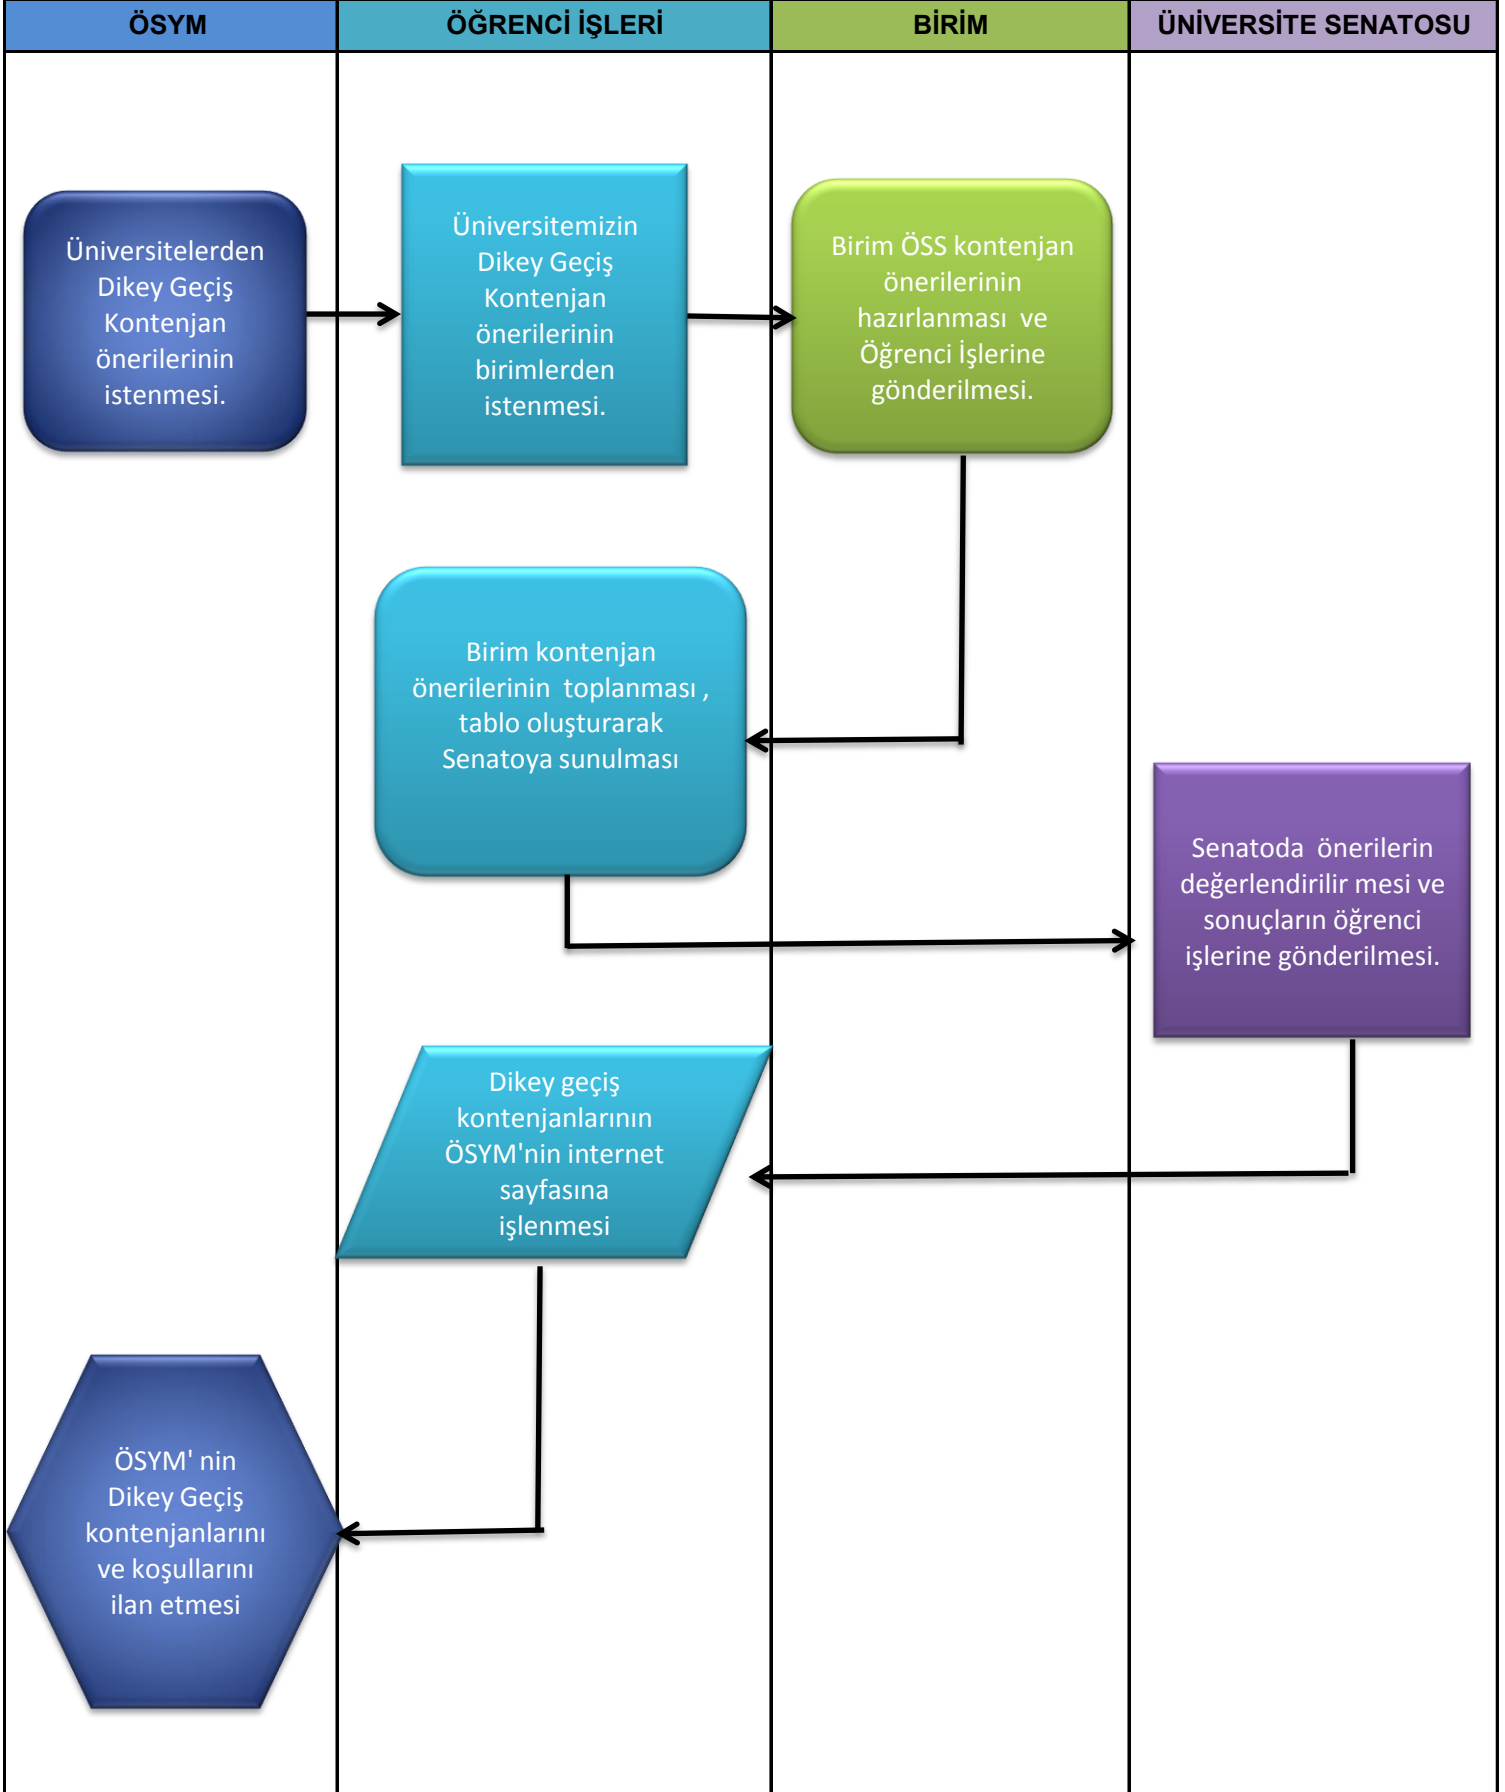 ÖSYM
ÖĞRENCİ İŞLERİ
BİRİM
ÜNİVERSİTE SENATOSU
Üniversitelerden
Dikey Geçiş
Kontenjan
önerilerinin
istenmesi.
Üniversitemizin
Dikey Geçiş
Kontenjan
önerilerinin
birimlerden
istenmesi.
Birim ÖSS kontenjan
önerilerinin
hazırlanması ve
Öğrenci İşlerine
gönderilmesi.
Birim kontenjan
önerilerinin toplanması ,
tablo oluşturarak
Senatoya sunulması
Senatoda önerilerin
değerlendirilir mesi ve
sonuçların öğrenci
işlerine gönderilmesi.
Dikey geçiş
kontenjanlarının
ÖSYM'nin internet
sayfasına
işlenmesi
ÖSYM' nin
Dikey Geçiş
kontenjanlarını
ve koşullarını
ilan etmesi